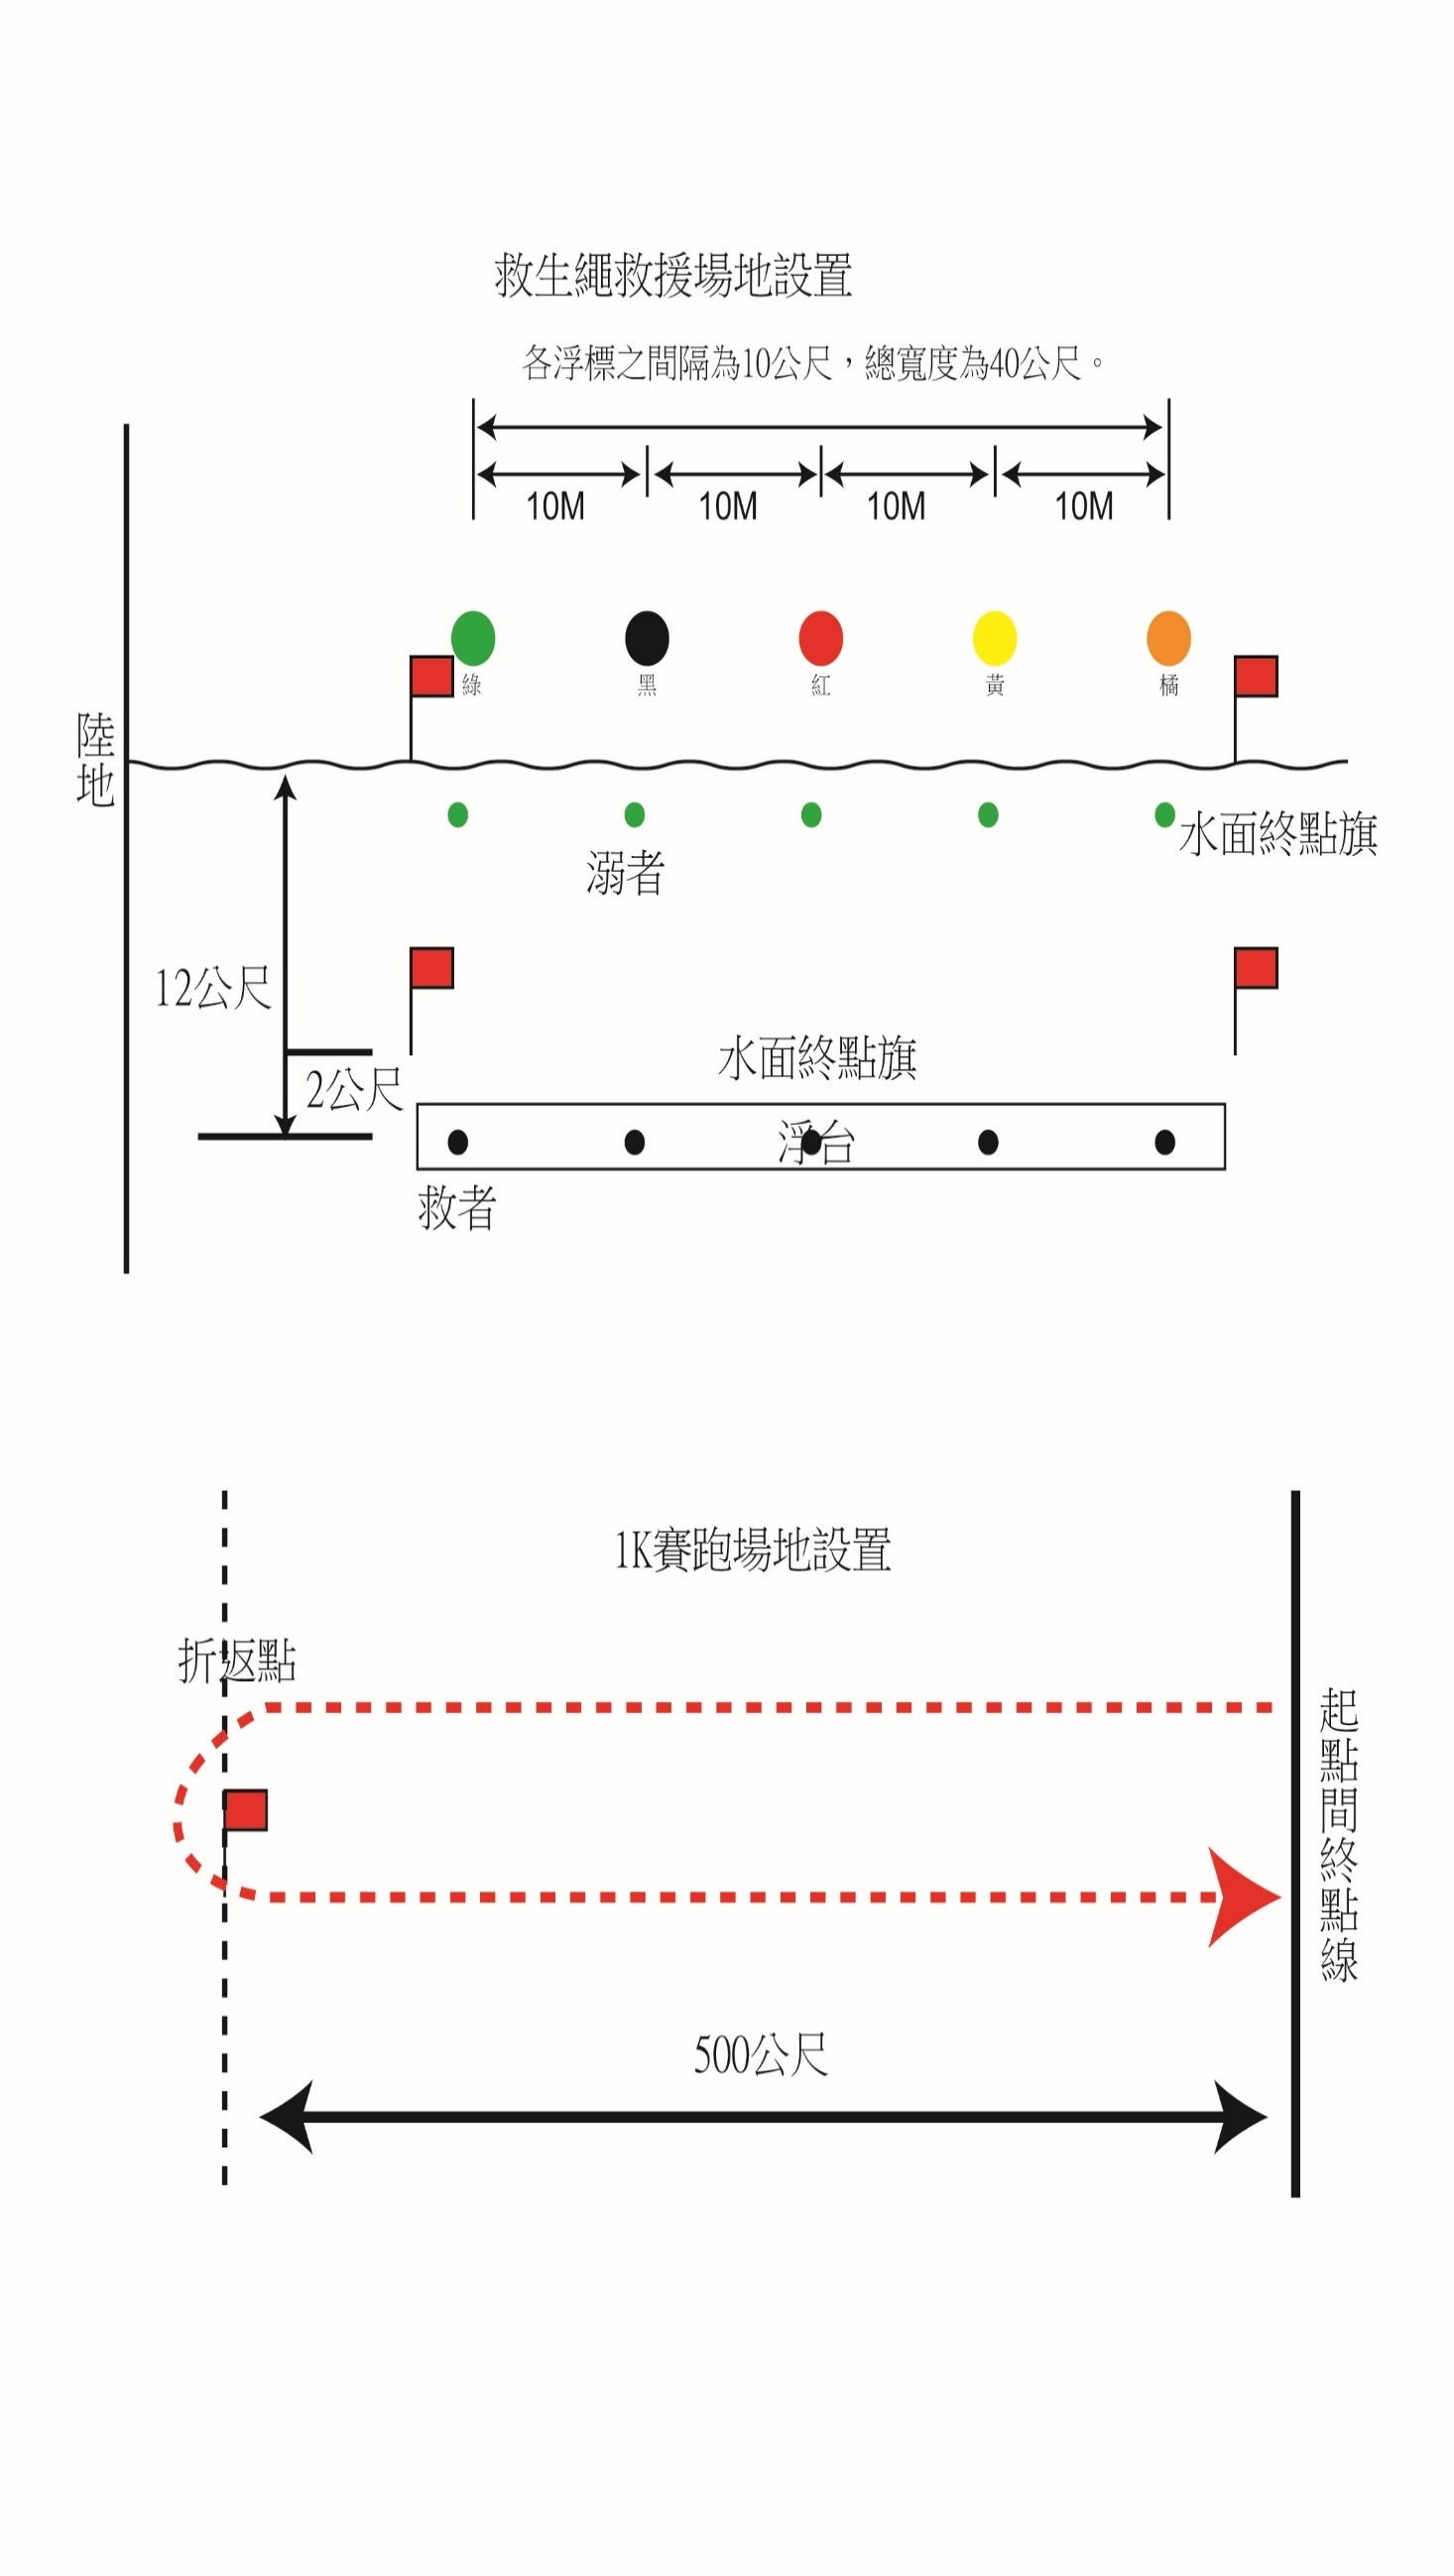 救生繩救援場地設置
各浮標之間隔為10公尺，總寬度為40公尺。
10M 10M 10M 10M
綠 黑 紅 黃 橘
陸地
水面終點旗
溺者
12公尺
水面終點旗
2公尺
浮台
救者
1K賽跑場地設置
折返點
起點間終點線
500公尺